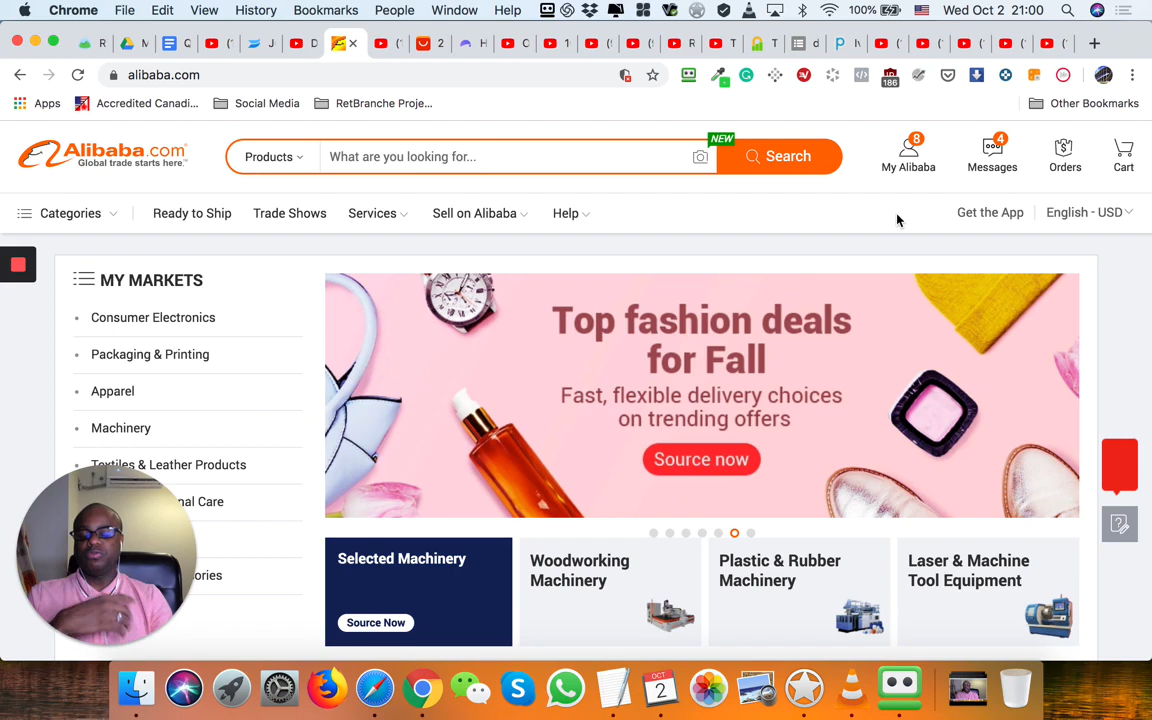 Chrome File Edit View History Bookmarks People Window Help 100% Wed Oct 2 21:00
alibaba.com
186
Apps Accredited Canadi... Social Media RetBranche Proje... Other Bookmarks
Alibaba.com
Global trade starts here.
Products What are you looking for... NEW Search
8 My Alibaba 4 Messages Orders Cart
Categories Ready to Ship Trade Shows Services Sell on Alibaba Help Get the App English - USD
MY MARKETS
Consumer Electronics
Packaging & Printing
Apparel
Machinery
Textiles & Leather Products
nal Care
ories
Top fashion deals
for Fall
Fast, flexible delivery choices
on trending offers
Source now
Selected Machinery
Source Now
Woodworking
Machinery
Plastic & Rubber
Machinery
Laser & Machine
Tool Equipment
OCT
2